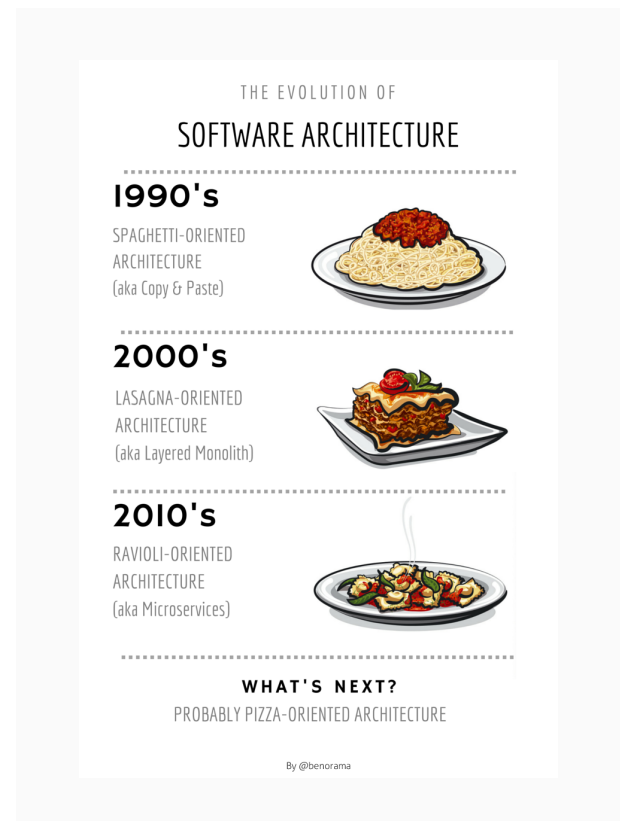 THE EVOLUTION OF
SOFTWARE ARCHITECTURE
1990's
SPAGHETTI-ORIENTED
ARCHITECTURE
(aka Copy & Paste)
2000's
LASAGNA-ORIENTED
ARCHITECTURE
(aka Layered Monolith)
2010's
RAVIOLI-ORIENTED
ARCHITECTURE
(aka Microservices)
WHAT'S NEXT?
PROBABLY PIZZA-ORIENTED ARCHITECTURE
By @benorama